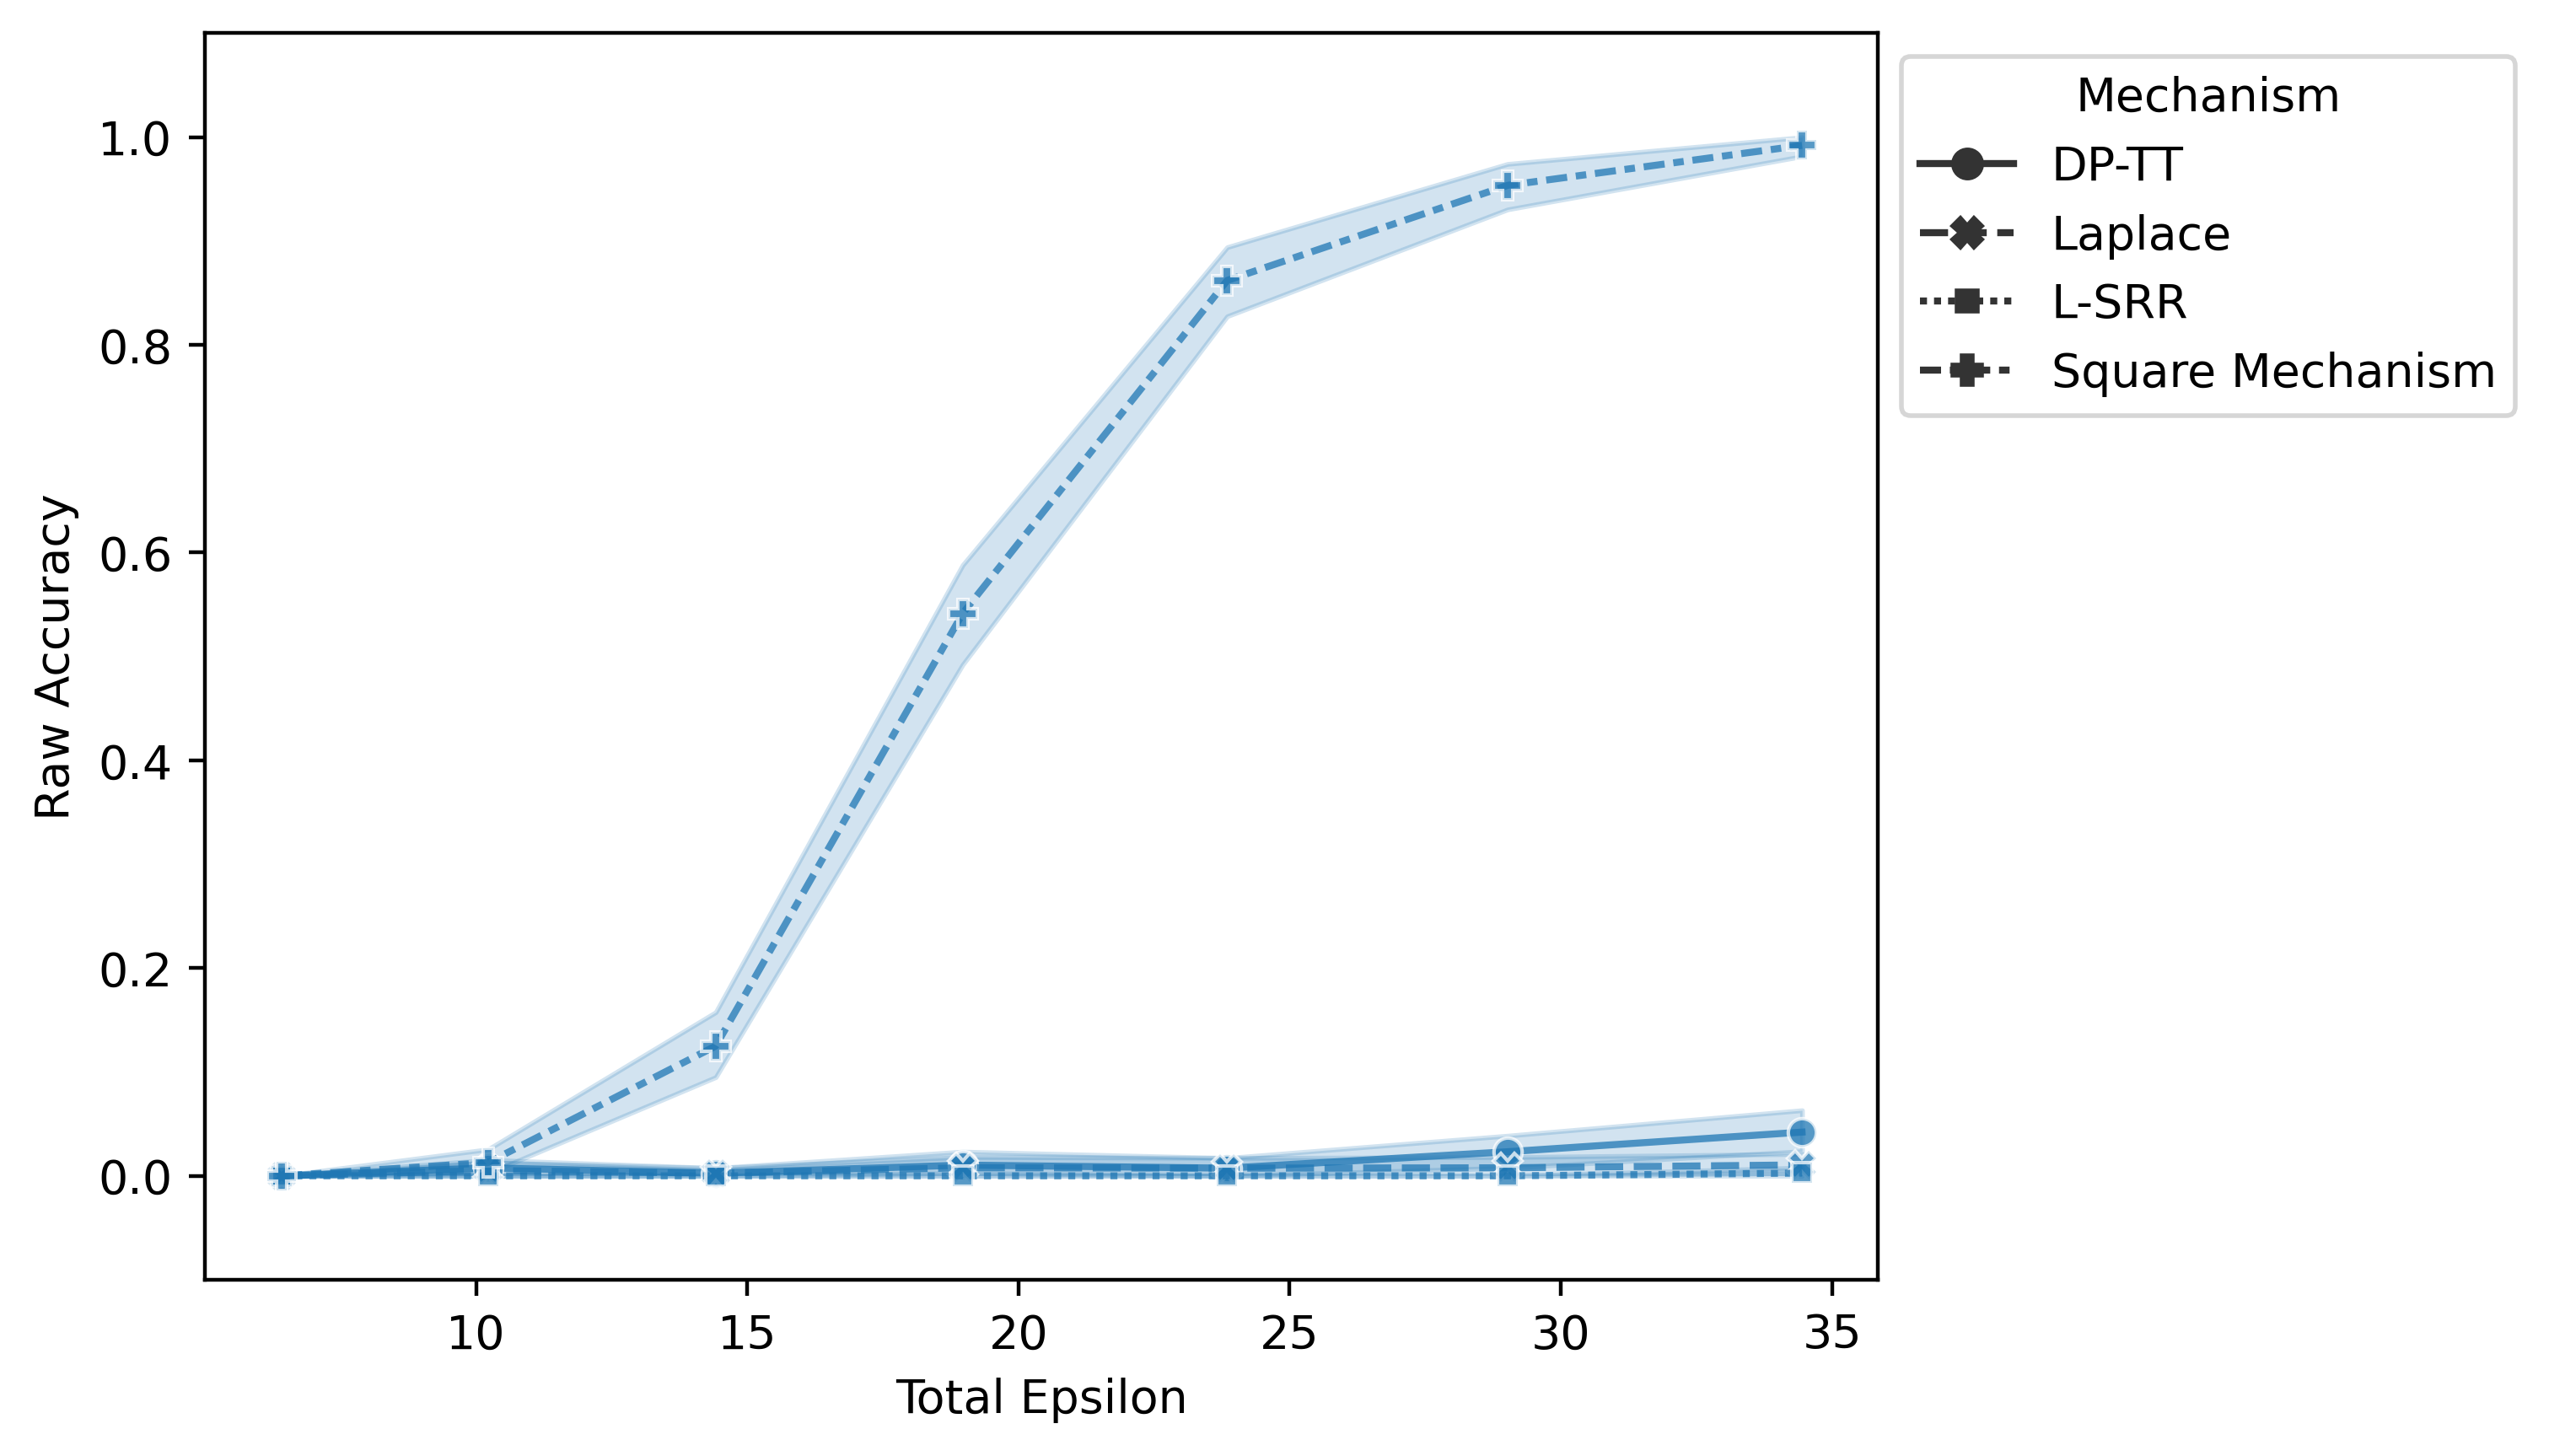 Mechanism
DP-TT
Laplace
L-SRR
Square Mechanism
Raw Accuracy
1.0
0.8
0.6
0.4
0.2
0.0
10
15
20
25
30
35
Total Epsilon